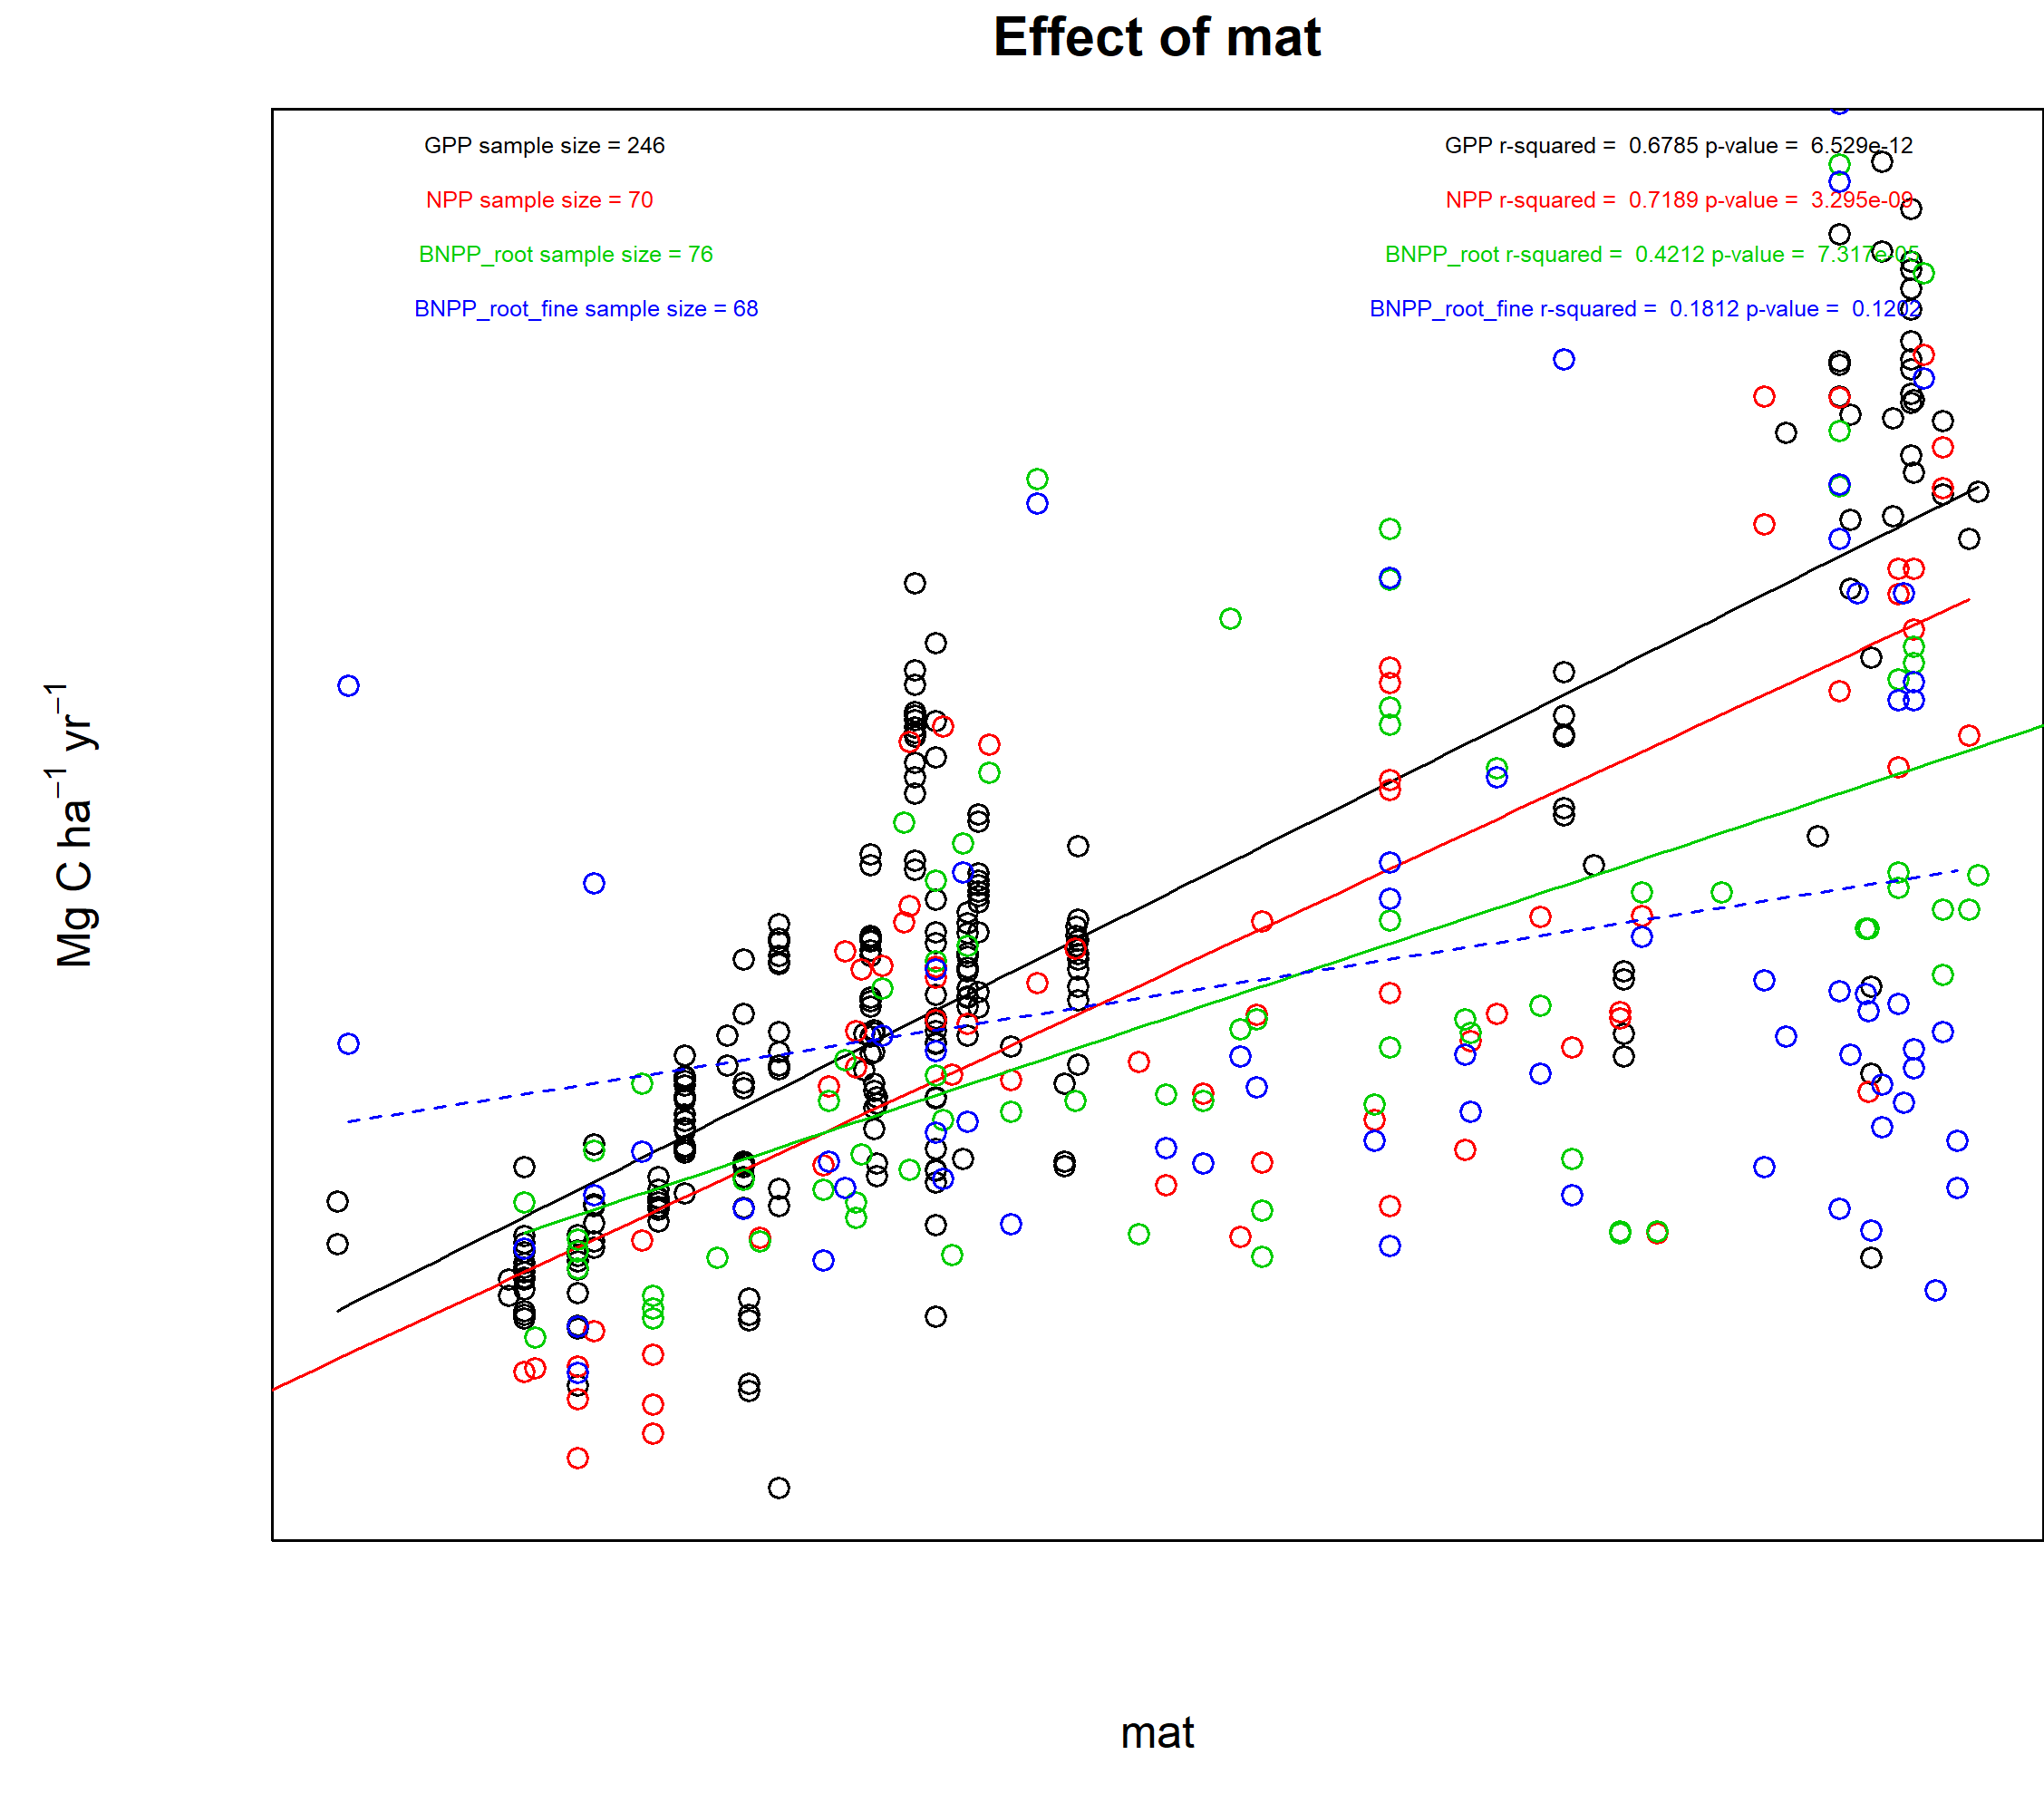 Effect of mat
GPP sample size = 246
GPP r-squared = 0.6785 p-value = 6.529e-12
NPP sample size = 70
NPP r-squared = 0.7189 p-value = 3.295e-09
BNPP_root sample size = 76
BNPP_root r-squared = 0.4212 p-value = 7.317e-05
BNPP_root_fine sample size = 68
BNPP_root_fine r-squared = 0.1812 p-value = 0.1202
Mg C ha⁻¹ yr⁻¹
mat